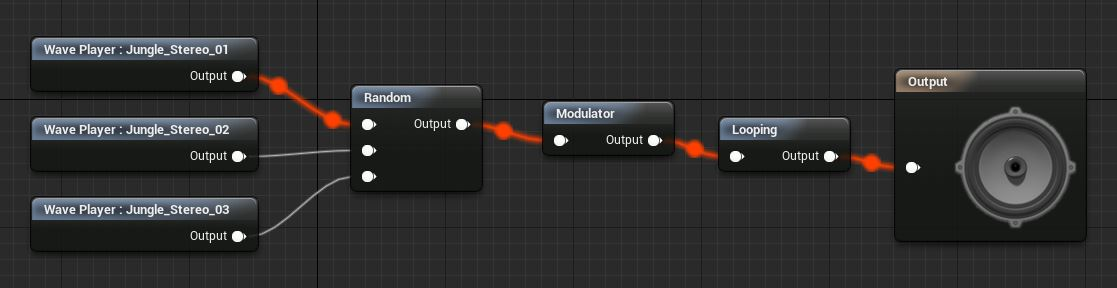 Wave Player : Jungle_Stereo_01
Output
Wave Player : Jungle_Stereo_02
Output
Wave Player : Jungle_Stereo_03
Output
Random
Output
Modulator
Output
Looping
Output
Output